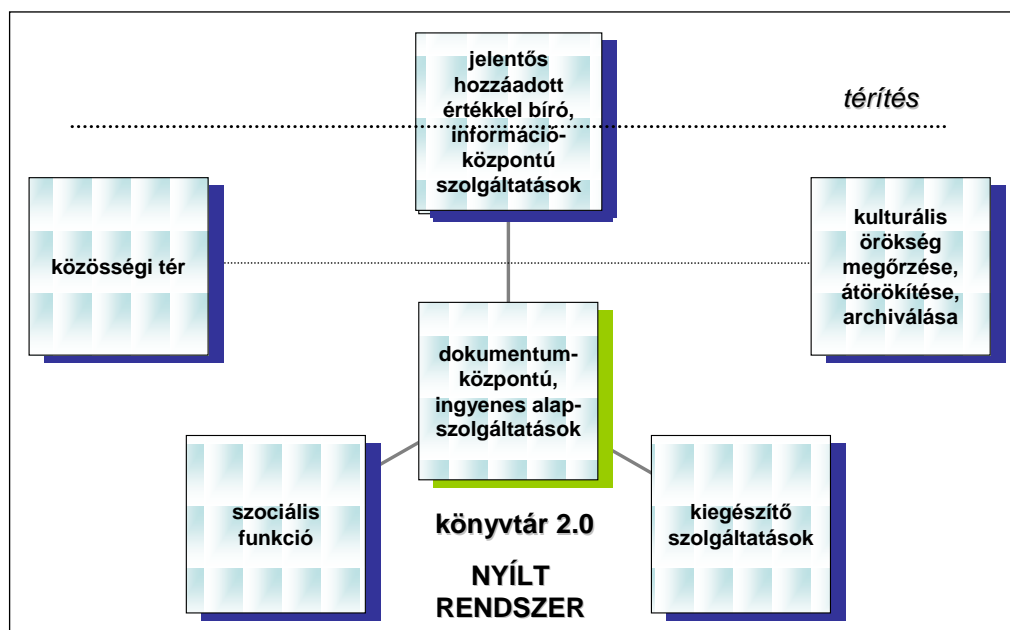 jelentős
hozzáadott
értékkel bíró,
információ-
központú
szolgáltatások
térítés
közösségi tér
kulturális
örökség
megőrzése,
átörökítése,
archiválása
dokumentum-
központú,
ingyenes alap-
szolgáltatások
szociális
funkció
kiegészítő
szolgáltatások
könyvtár 2.0
NYÍLT
RENDSZER